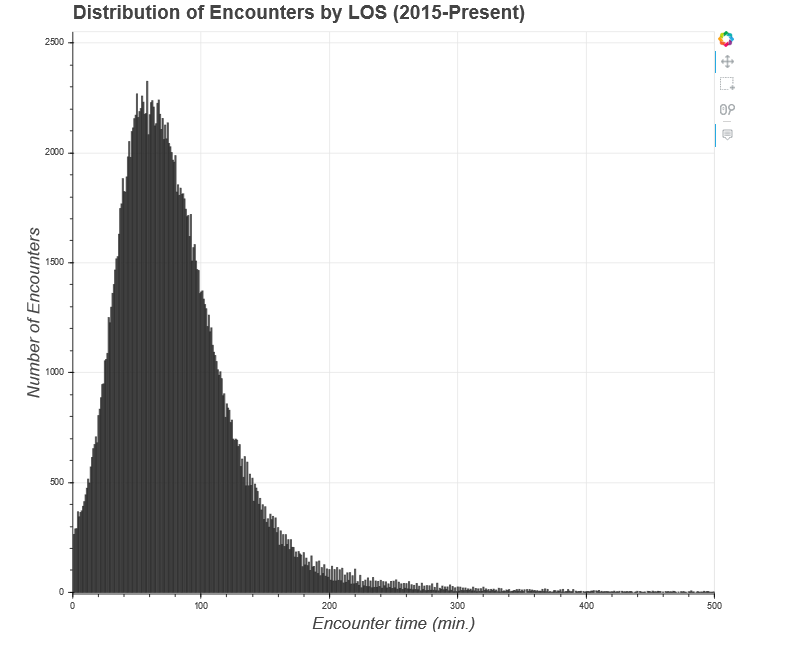 Distribution of Encounters by LOS (2015-Present)
2500
2000
1500
1000
500
0
Number of Encounters
0 100 200 300 400 500
Encounter time (min.)